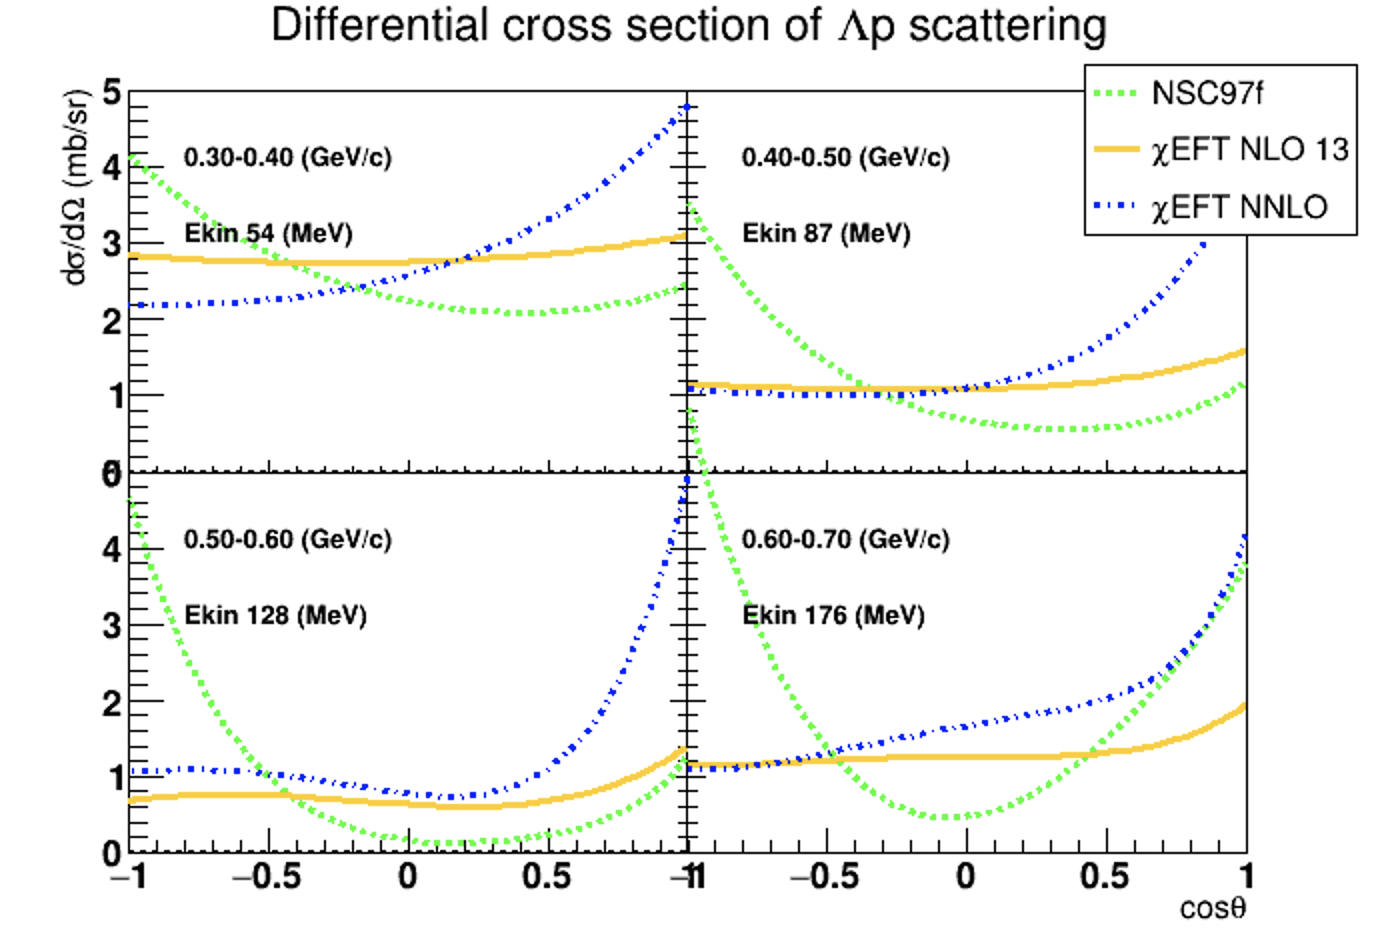 Differential cross section of Λp scattering
dσ/dΩ (mb/sr)
NSC97f
χEFT NLO 13
χEFT NNLO
5
4
3
2
1
0.30-0.40 (GeV/c)
Ekin 54 (MeV)
0.40-0.50 (GeV/c)
Ekin 87 (MeV)
4
3
2
1
0
0.50-0.60 (GeV/c)
Ekin 128 (MeV)
0.60-0.70 (GeV/c)
Ekin 176 (MeV)
−1 −0.5 0 0.5 1
−1 −0.5 0 0.5 1
cosθ